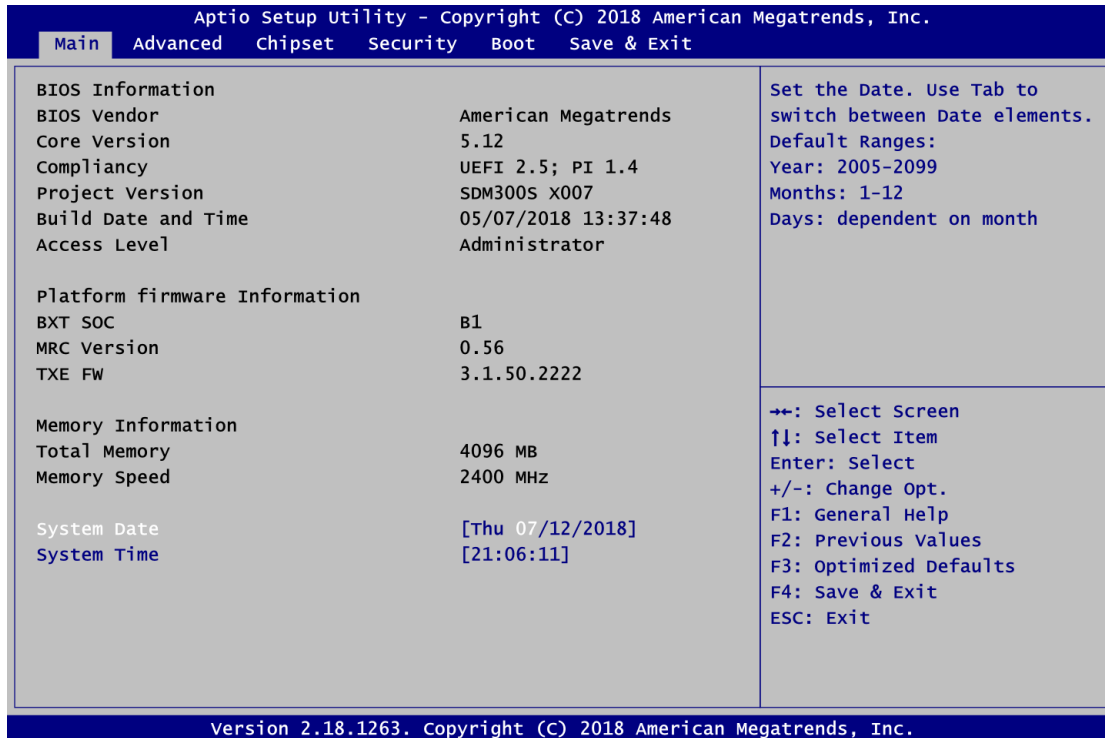 Aptio Setup Utility - Copyright (C) 2018 American Megatrends, Inc.
Main Advanced Chipset Security Boot Save & Exit
BIOS Information
BIOS Vendor American Megatrends
Core Version 5.12
Compliancy UEFI 2.5; PI 1.4
Project Version SDM300S X007
Build Date and Time 05/07/2018 13:37:48
Access Level Administrator
Platform firmware Information
BXT SOC B1
MRC Version 0.56
TXE FW 3.1.50.2222
Memory Information
Total Memory 4096 MB
Memory Speed 2400 MHz
System Date [Thu 07/12/2018]
System Time [21:06:11]
Set the Date. Use Tab to
switch between Date elements.
Default Ranges:
Year: 2005-2099
Months: 1-12
Days: dependent on month
→←: Select Screen
↑↓: Select Item
Enter: Select
+/-: Change Opt.
F1: General Help
F2: Previous Values
F3: Optimized Defaults
F4: Save & Exit
ESC: Exit
Version 2.18.1263. Copyright (C) 2018 American Megatrends, Inc.